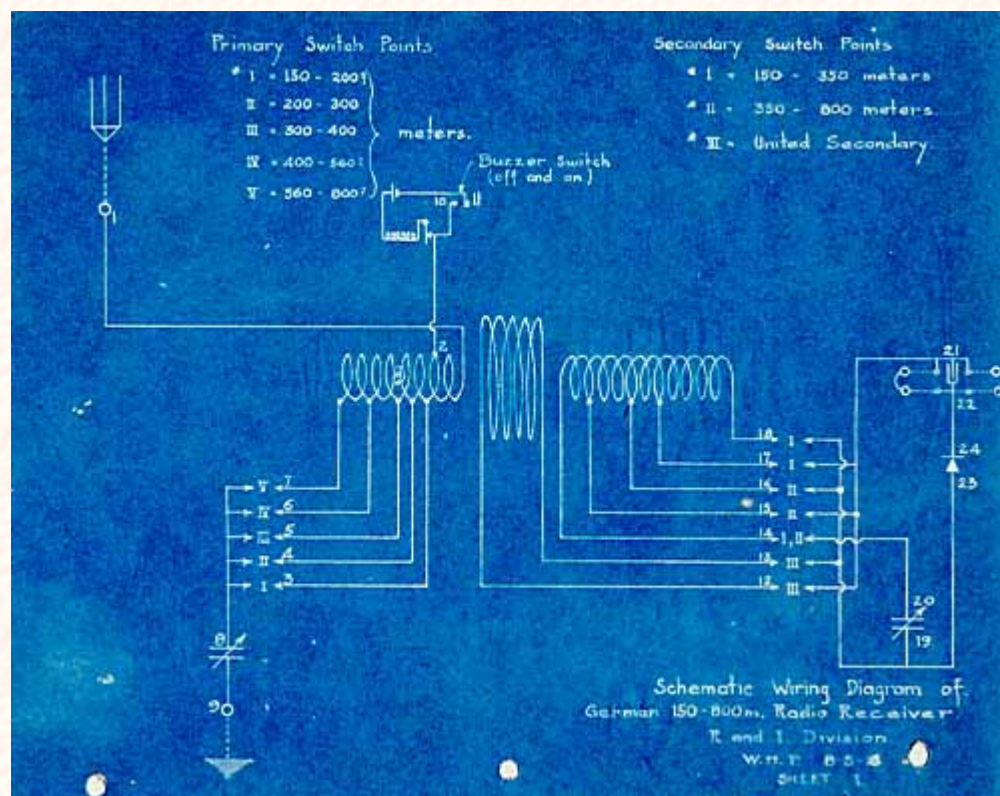 Primary Switch Points
* I = 150 - 200?
II = 200 - 300
III = 300 - 400
IV = 400 - 560?
V = 560 - 800?
meters.
Secondary Switch Points
* I = 150 - 350 meters
* II = 350 - 800 meters.
* III = United Secondary
Buzzer Switch
(off and on)
10
11
1
2
21
22
24
23
18 I
17 I
16 II
15 II
14 I, II
13 III
12 III
V 7
IV 6
III 5
II 4
I 3
20
19
8
9
Schematic Wiring Diagram of
German 150-800m. Radio Receiver
R and I. Division
W.H.P. 8-5-
SHEET 1